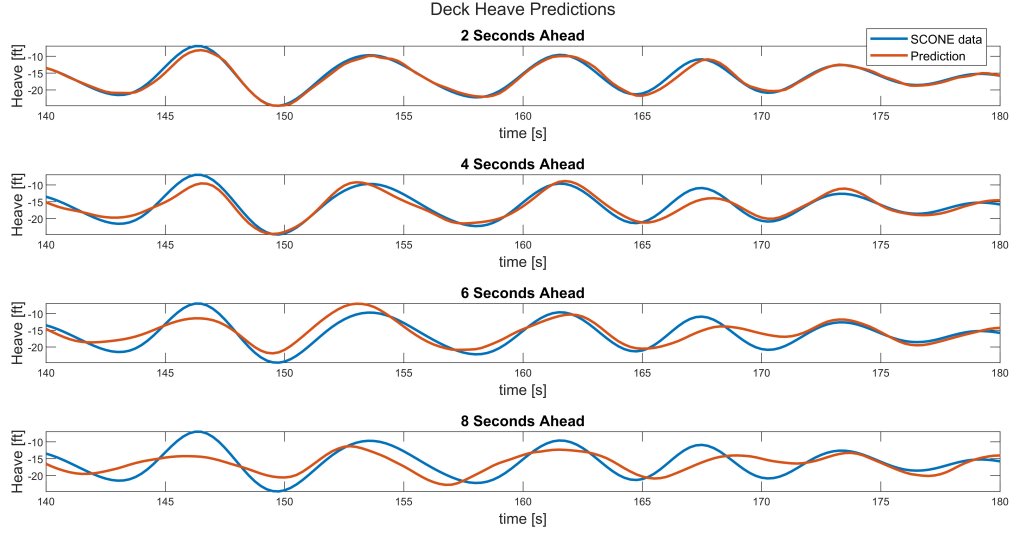 Deck Heave Predictions
2 Seconds Ahead
SCONE data
Prediction
Heave [ft]
-10
-15
-20
140 145 150 155 160 165 170 175 180
time [s]
4 Seconds Ahead
Heave [ft]
-10
-15
-20
140 145 150 155 160 165 170 175 180
time [s]
6 Seconds Ahead
Heave [ft]
-10
-15
-20
140 145 150 155 160 165 170 175 180
time [s]
8 Seconds Ahead
Heave [ft]
-10
-15
-20
140 145 150 155 160 165 170 175 180
time [s]